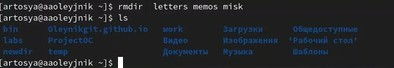 [artosya@aaoleyjnik ~]$ rmdir  letters memos misk
[artosya@aaoleyjnik ~]$ ls
bin     Oleynikgit.github.io  work       Загрузки     Общедоступные
labs    ProjectOC             Видео      Изображения  'Рабочий стол'
newdir  temp                  Документы  Музыка       Шаблоны
[artosya@aaoleyjnik ~]$